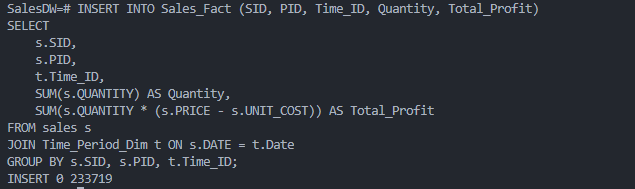 SalesDW=# INSERT INTO Sales_Fact (SID, PID, Time_ID, Quantity, Total_Profit)
SELECT
    s.SID,
    s.PID,
    t.Time_ID,
    SUM(s.QUANTITY) AS Quantity,
    SUM(s.QUANTITY * (s.PRICE - s.UNIT_COST)) AS Total_Profit
FROM sales s
JOIN Time_Period_Dim t ON s.DATE = t.Date
GROUP BY s.SID, s.PID, t.Time_ID;
INSERT 0 233719